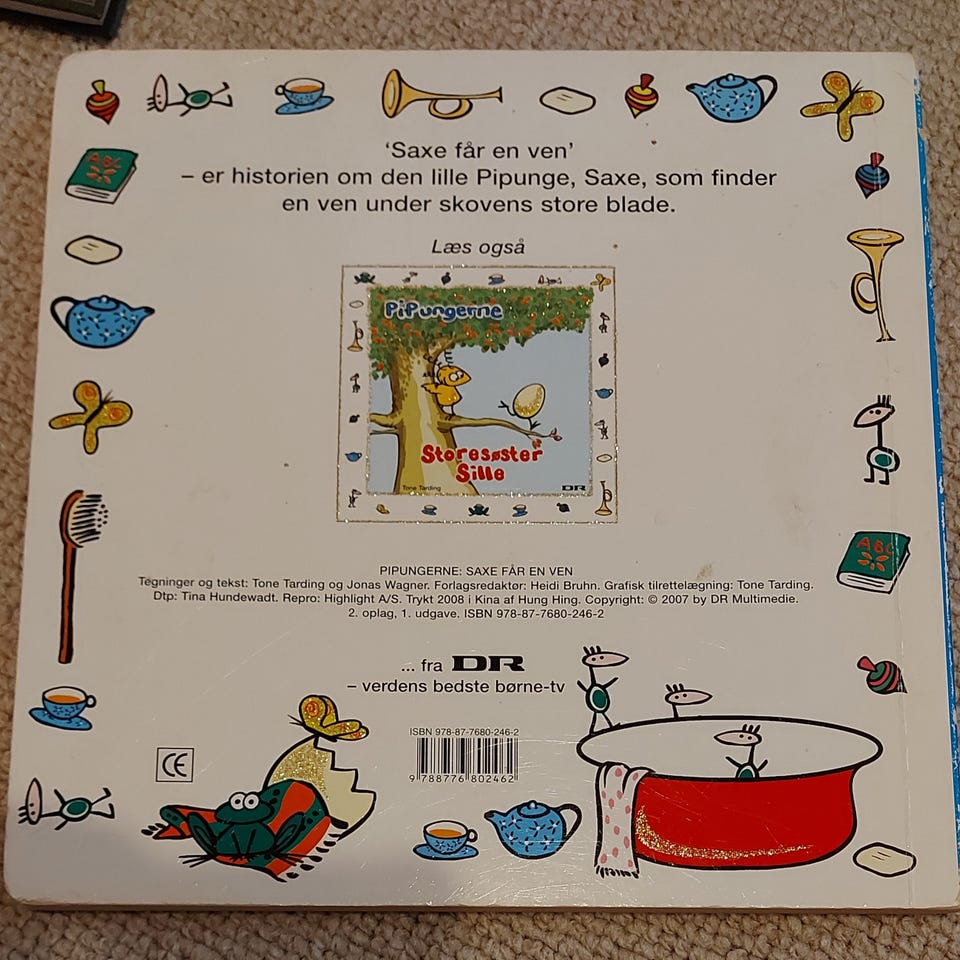 ABC
'Saxe får en ven'
– er historien om den lille Pipunge, Saxe, som finder
en ven under skovens store blade.
Læs også
PiPungerne
Storesøster
Sille
Tone Tarding
DR
ABC
PIPUNGERNE: SAXE FÅR EN VEN
Tegninger og tekst: Tone Tarding og Jonas Wagner. Forlagsredaktør: Heidi Bruhn. Grafisk tilrettelægning: Tone Tarding.
Dtp: Tina Hundewadt. Repro: Highlight A/S. Trykt 2008 i Kina af Hung Hing. Copyright: © 2007 by DR Multimedie.
2. oplag, 1. udgave. ISBN 978-87-7680-246-2
... fra DR
– verdens bedste børne-tv
ISBN 978-87-7680-246-2
9 788776 802462
CE